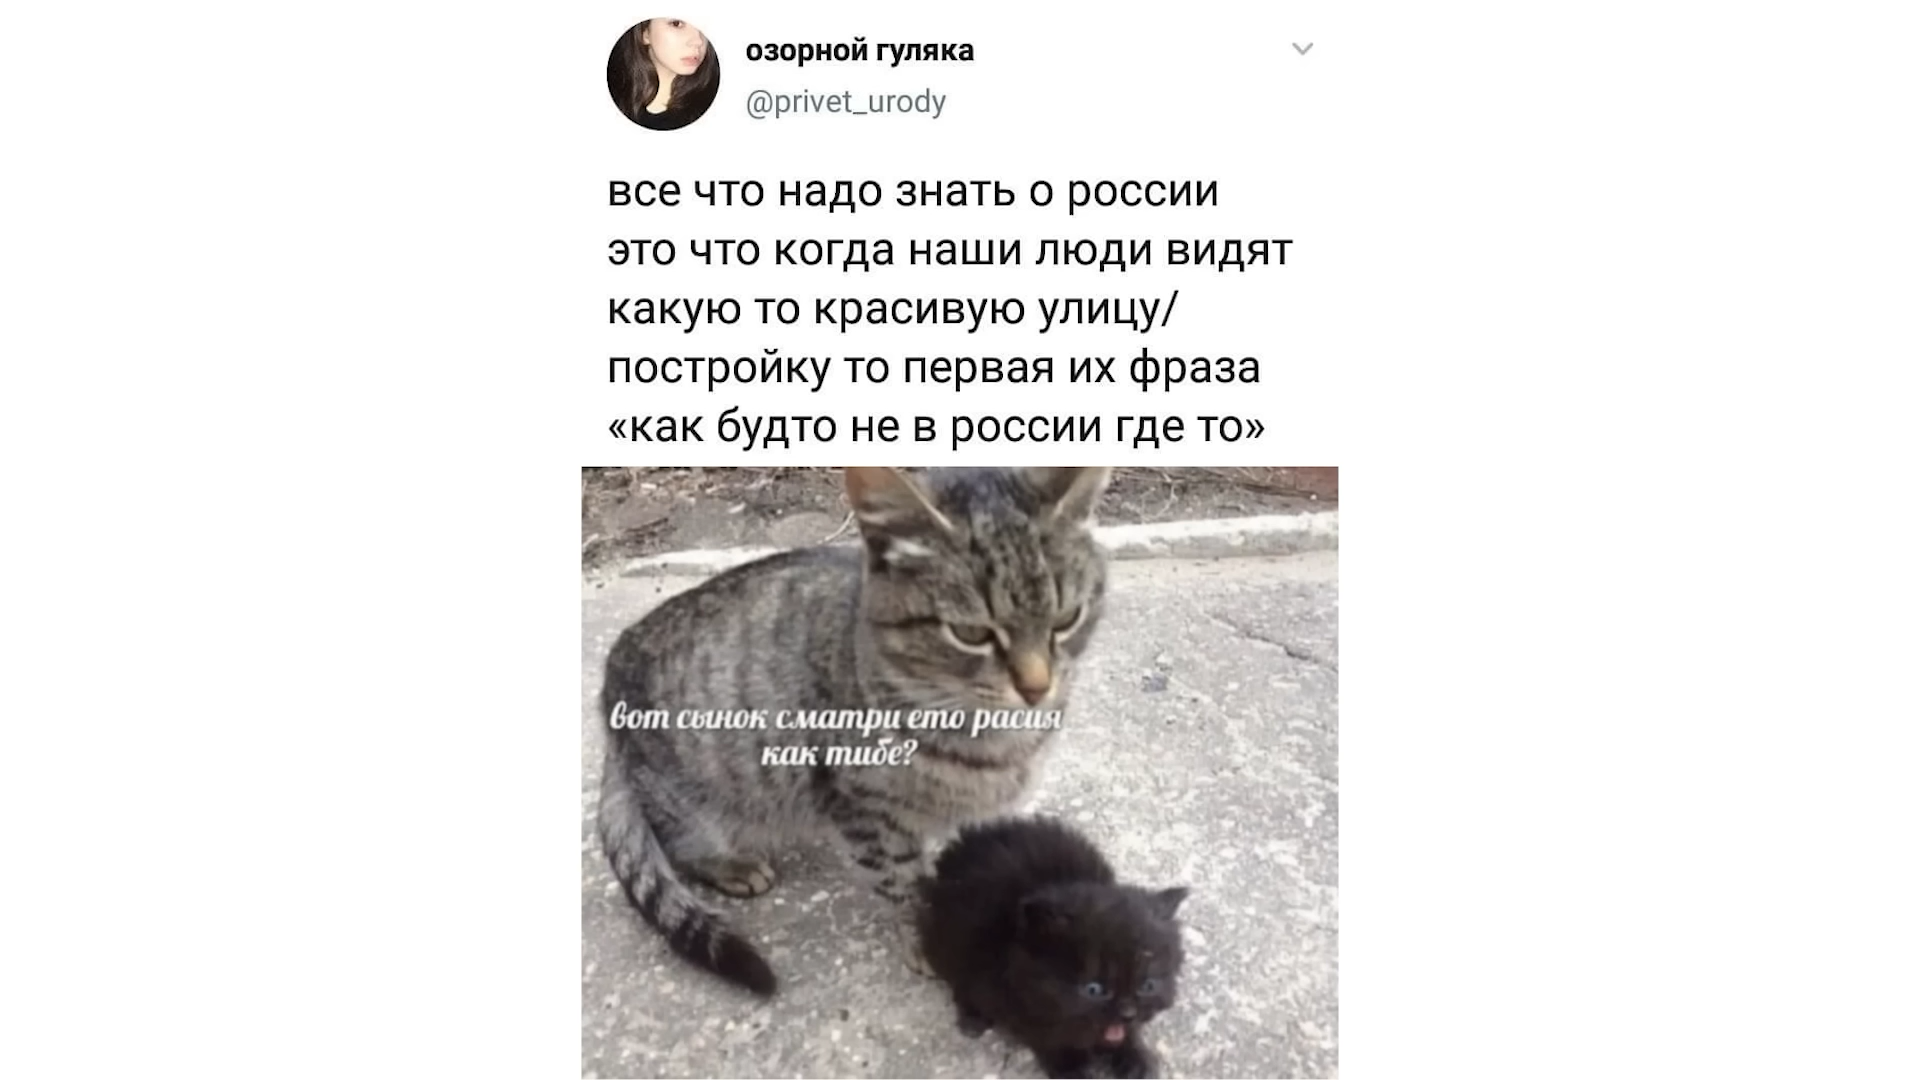 озорной гуляка
@privet_urody
все что надо знать о россии
это что когда наши люди видят
какую то красивую улицу/
постройку то первая их фраза
«как будто не в россии где то»
вот сынок сматри ето расия
как тибе?